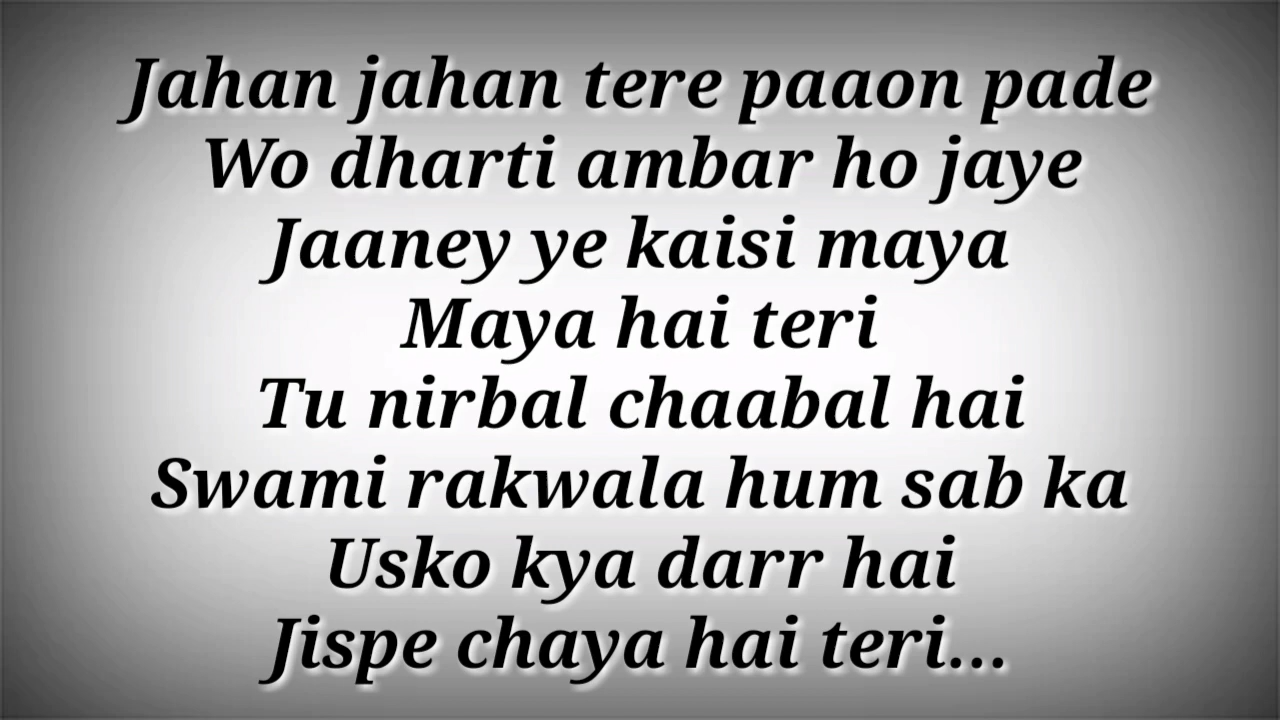 Jahan jahan tere paaon pade
Wo dharti ambar ho jaye
Jaaney ye kaisi maya
Maya hai teri
Tu nirbal chaabal hai
Swami rakwala hum sab ka
Usko kya darr hai
Jispe chaya hai teri...